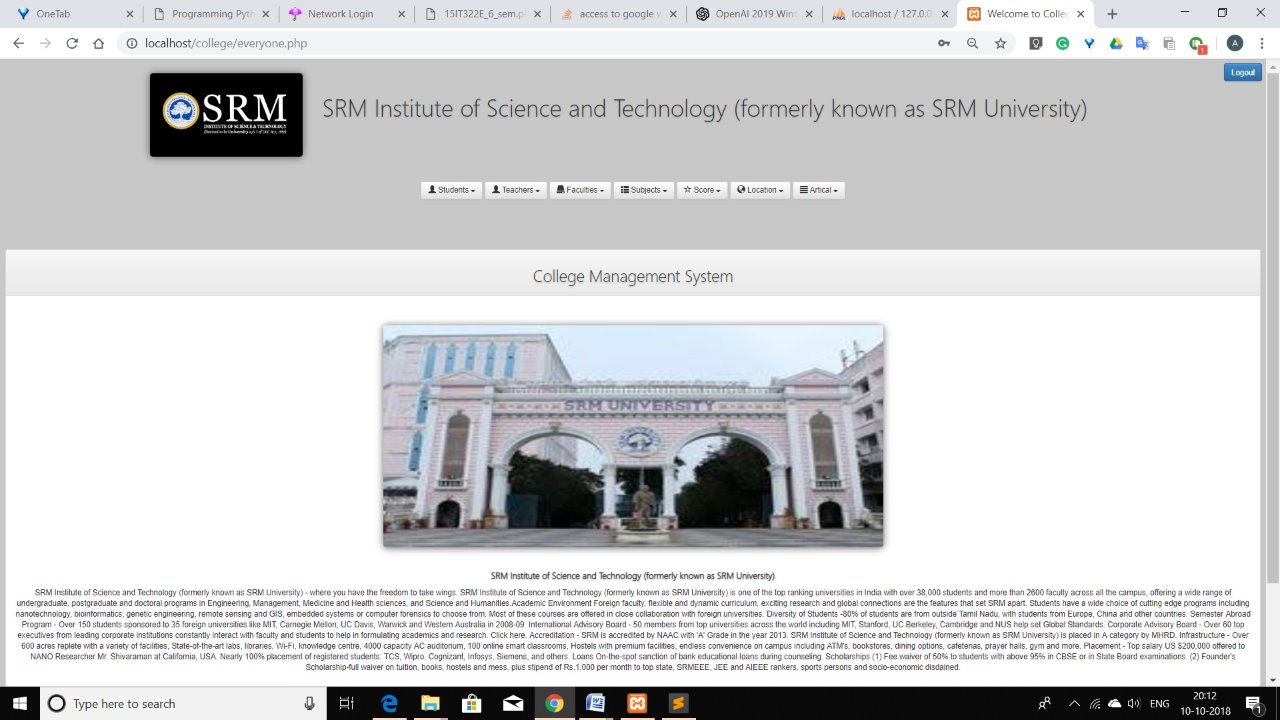 OneTab
Programming Pyth
Network Login
15IT322E_6_sem.p
access to google w
OpenAI 2019 Wint
localhost / 127.0.0.
Welcome to Colleg
localhost/college/everyone.php
A
1
Logout
SRM
INSTITUTE OF SCIENCE & TECHNOLOGY
(Deemed to be University u/s 3 of UGC Act, 1956)
SRM Institute of Science and Technology (formerly known as SRM University)
Students
Teachers
Faculties
Subjects
Score
Location
Artical
College Management System
SRM UNIVERSITY
SRM Institute of Science and Technology (formerly known as SRM University)
SRM Institute of Science and Technology (formerly known as SRM University) - where you have the freedom to take wings. SRM Institute of Science and Technology (formerly known as SRM University) is one of the top ranking universities in India with over 38,000 students and more than 2600 faculty across all the campus, offering a wide range of
undergraduate, postgraduate and doctoral programs in Engineering, Management, Medicine and Health sciences, and Science and Humanities.Academic Environment Foreign faculty, flexible and dynamic curriculum, exciting research and global connections are the features that set SRM apart. Students have a wide choice of cutting edge programs including
nanotechnology, bioinformatics, genetic engineering, remote sensing and GIS, embedded systems or computer forensics to choose from. Most of these courses are offered in close collaboration with foreign universities. Diversity of Students -80% of students are from outside Tamil Nadu, with students from Europe, China and other countries. Semester Abroad
Program - Over 150 students sponsored to 35 foreign universities like MIT, Carnegie Mellon, UC Davis, Warwick and Western Australia in 2008-09. International Advisory Board - 50 members from top universities across the world including MIT, Stanford, UC Berkeley, Cambridge and NUS help set Global Standards. Corporate Advisory Board - Over 60 top
executives from leading corporate institutions constantly interact with faculty and students to help in formulating academics and research. Click here. Accreditation - SRM is accredited by NAAC with 'A' Grade in the year 2013. SRM Institute of Science and Technology (formerly known as SRM University) is placed in A category by MHRD. Infrastructure - Over
600 acres replete with a variety of facilities, State-of-the-art labs, libraries, Wi-Fi, knowledge centre, 4000 capacity AC auditorium, 100 online smart classrooms, Hostels with premium facilities, endless convenience on campus including ATM's, bookstores, dining options, cafeterias, prayer halls, gym and more. Placement - Top salary US $200,000 offered to
NANO Researcher Mr. Shivaraman at California, USA. Nearly 100% placement of registered students. TCS, Wipro, Cognizant, Infosys, Siemens, and others. Loans On-the-spot sanction of bank educational loans during counseling. Scholarships (1) Fee waiver of 50% to students with above 95% in CBSE or in State Board examinations. (2) Founder's
Scholarship-full waiver on tuition, books, hostels and mess, plus stipend of Rs.1,000 per month to top state, SRMEEE, JEE and AIEEE rankers, sports persons and socio-economic disdained.
Type here to search
ENG
20:12
10-10-2018
1